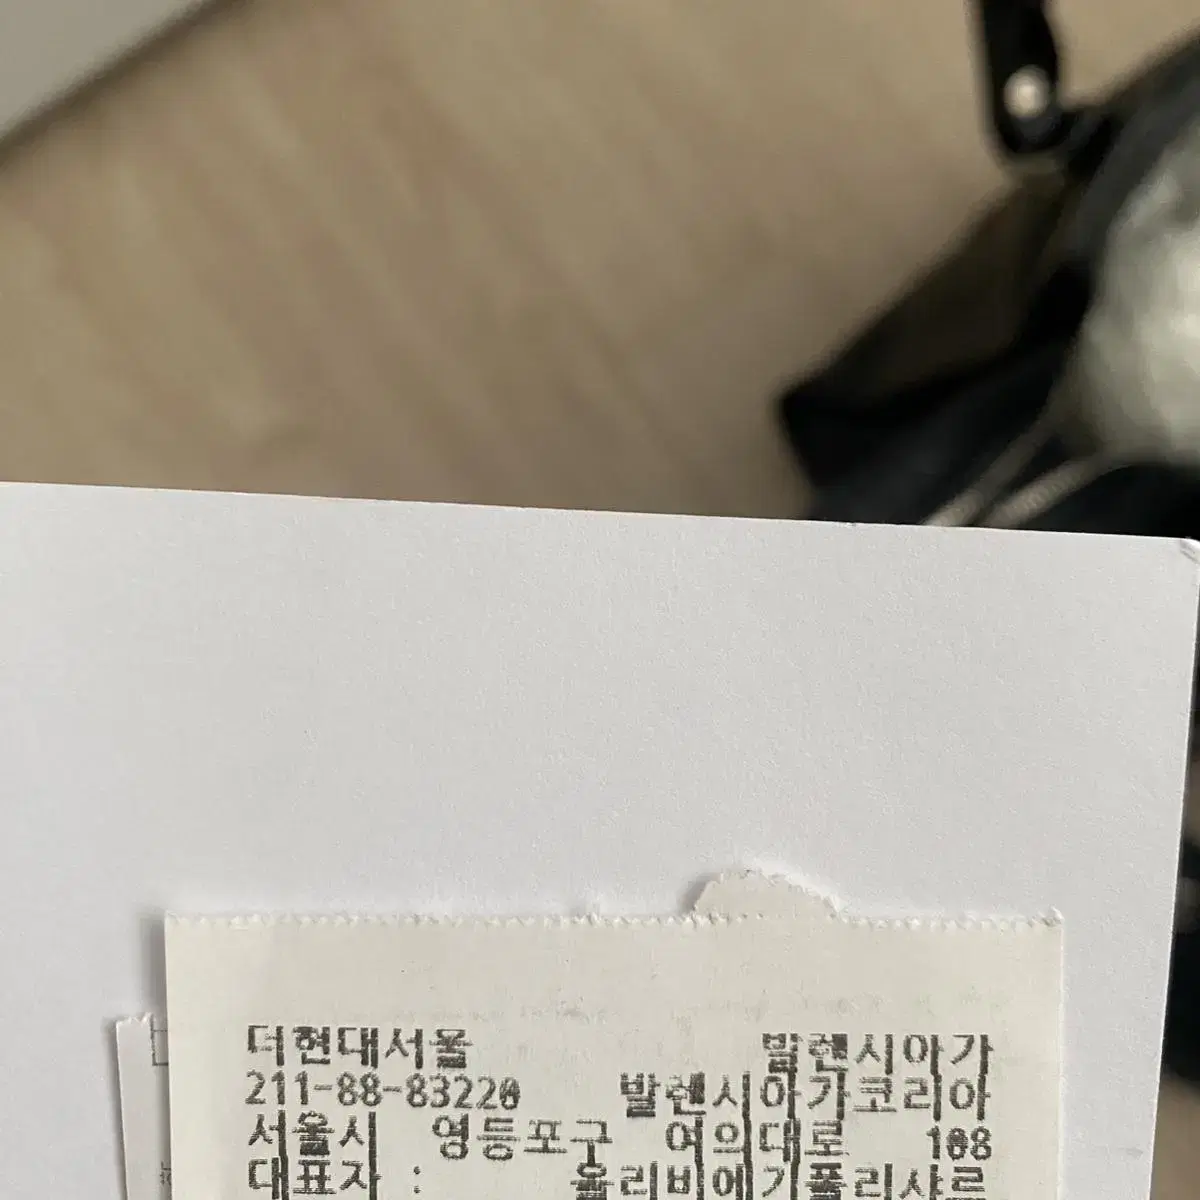 더현대서울 발렌시아가
211-88-83220 발렌시아가코리아
서울시 영등포구 여의대로 108
대표자 : 올리비에기폴리샤르